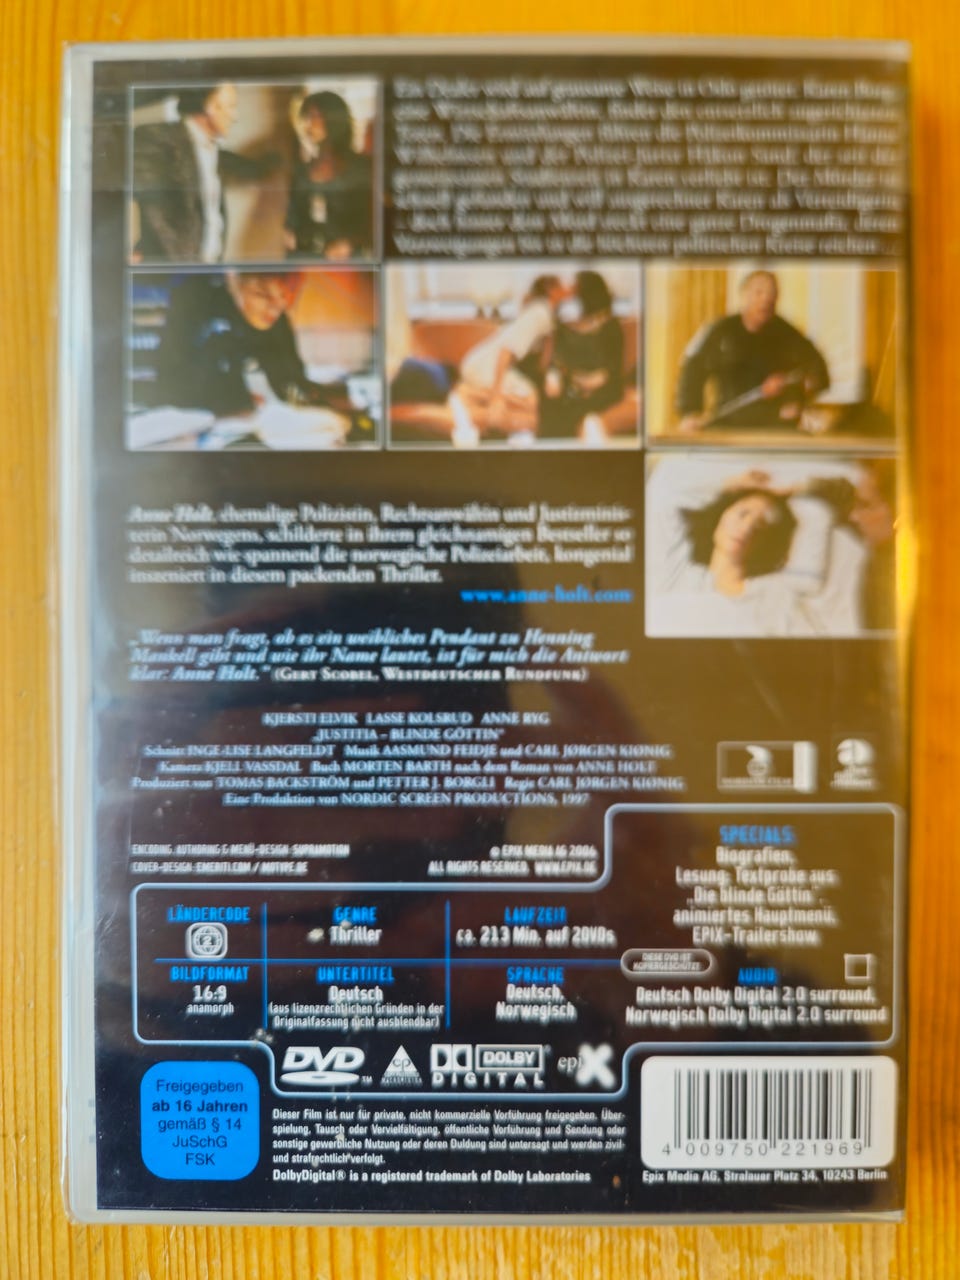 Ein Dealer wird auf grausame Weise in Oslo getötet. Karen Borg,
eine Wirtschaftsanwältin, findet den
Toten. Die Ermittlungen führen die Polizeikommissarin Hanne
Wilhelmsen und der Polizei-Jurist Håkon Sand, der seit der
gemeinsamen Studienzeit in Karen verliebt ist. Der Mörder ist
schnell gefunden und will ausgerechnet Karen als Verteidigerin
- doch hinter dem Mord steckt eine ganze Drogenmafia, deren
Verzweigungen bis in die höchsten politischen Kreise reichen...
Anne Holt, ehemalige Polizistin, Rechtsanwältin und Justizminis-
terin Norwegens, schilderte in ihrem gleichnamigen Bestseller so
detailreich wie spannend die norwegische Polizeiarbeit, kongenial
inszeniert in diesem packenden Thriller.
www.anne-holt.com
„Wenn man fragt, ob es ein weibliches Pendant zu Henning
Mankell gibt und wie ihr Name lautet, ist für mich die Antwort
klar: Anne Holt." (Gert Scobel, Westdeutscher Rundfunk)
KJERSTI ELVIK LASSE KOLSRUD ANNE RYG
„JUSTITIA – BLINDE GÖTTIN"
Schnitt INGE-LISE LANGFELDT Musik AASMUND FEIDJE und CARL JØRGEN KIØNIG
Kamera KJELL VASSDAL Buch MORTEN BARTH nach dem Roman von ANNE HOLT
Produziert von TOMAS BACKSTRÖM und PETTER J. BORGLI Regie CARL JØRGEN KIØNIG
Eine Produktion von NORDIC SCREEN PRODUCTIONS, 1997
ENCODING, AUTHORING & MENÜ-DESIGN: SUPRAMOTION
COVER-DESIGN: EMERITI.COM / MOTYPE.DE
© EPIX MEDIA AG 2004
ALL RIGHTS RESERVED. WWW.EPIX.DE
SPECIALS:
Biografien,
Lesung: Textprobe aus
„Die blinde Göttin",
animiertes Hauptmenü,
EPIX-Trailershow
LÄNDERCODE
2
GENRE
Thriller
LAUFZEIT
ca. 213 Min. auf 2DVDs
BILDFORMAT
16:9
anamorph
UNTERTITEL
Deutsch
(aus lizenzrechtlichen Gründen in der
Originalfassung nicht ausblendbar)
SPRACHE
Deutsch,
Norwegisch
DIESE DVD IST
KOPIERGESCHÜTZT
AUDIO
Deutsch Dolby Digital 2.0 surround,
Norwegisch Dolby Digital 2.0 surround
DVD TM
DOLBY
DIGITAL
epiX
Freigegeben
ab 16 Jahren
gemäß § 14
JuSchG
FSK
Dieser Film ist nur für private, nicht kommerzielle Vorführung freigegeben. Über-
spielung, Tausch oder Vervielfältigung, öffentliche Vorführung und Sendung oder
sonstige gewerbliche Nutzung oder deren Duldung sind untersagt und werden zivil-
und strafrechtlich verfolgt.
DolbyDigital® is a registered trademark of Dolby Laboratories
4 009750 221969
Epix Media AG, Stralauer Platz 34, 10243 Berlin